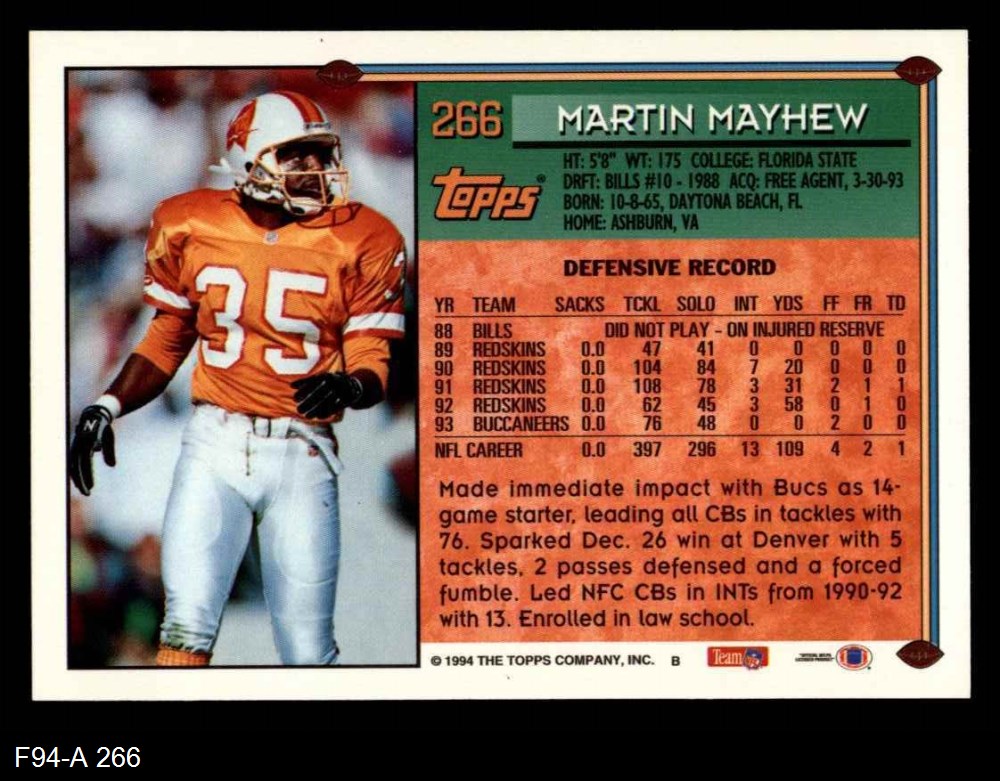 266 MARTIN MAYHEW
Topps®
HT: 5'8" WT: 175 COLLEGE: FLORIDA STATE
DRFT: BILLS #10 - 1988 ACQ: FREE AGENT, 3-30-93
BORN: 10-8-65, DAYTONA BEACH, FL
HOME: ASHBURN, VA
35
35
DEFENSIVE RECORD
YR TEAM SACKS TCKL SOLO INT YDS FF FR TD
88 BILLS DID NOT PLAY - ON INJURED RESERVE
89 REDSKINS 0.0 47 41 0 0 0 0 0
90 REDSKINS 0.0 104 84 7 20 0 0 0
91 REDSKINS 0.0 108 78 3 31 2 1 1
92 REDSKINS 0.0 62 45 3 58 0 1 0
93 BUCCANEERS 0.0 76 48 0 0 2 0 0
NFL CAREER 0.0 397 296 13 109 4 2 1
Made immediate impact with Bucs as 14-
game starter, leading all CBs in tackles with
76. Sparked Dec. 26 win at Denver with 5
tackles, 2 passes defensed and a forced
fumble. Led NFC CBs in INTs from 1990-92
with 13. Enrolled in law school.
© 1994 THE TOPPS COMPANY, INC. B Team
F94-A 266